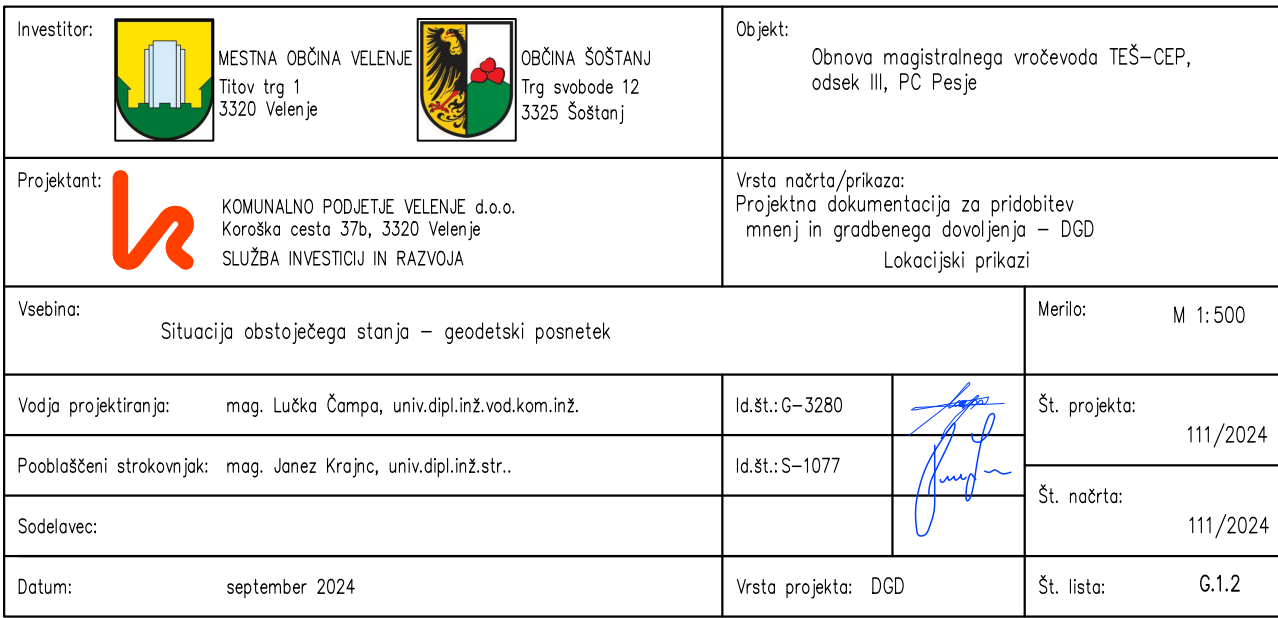 Investitor:
MESTNA OBČINA VELENJE
Titov trg 1
3320 Velenje
OBČINA ŠOŠTANJ
Trg svobode 12
3325 Šoštanj
Objekt:
Obnova magistralnega vročevoda TEŠ–CEP,
odsek III, PC Pesje
Projektant:
KOMUNALNO PODJETJE VELENJE d.o.o.
Koroška cesta 37b, 3320 Velenje
SLUŽBA INVESTICIJ IN RAZVOJA
Vrsta načrta/prikaza:
Projektna dokumentacija za pridobitev
mnenj in gradbenega dovoljenja – DGD
Lokacijski prikazi
Vsebina:
Situacija obstoječega stanja – geodetski posnetek
Merilo: M 1:500
Vodja projektiranja: mag. Lučka Čampa, univ.dipl.inž.vod.kom.inž. Id.št.: G–3280
Št. projekta:
111/2024
Pooblaščeni strokovnjak: mag. Janez Krajnc, univ.dipl.inž.str.. Id.št.: S–1077
Št. načrta:
111/2024
Sodelavec:
Datum: september 2024
Vrsta projekta: DGD
Št. lista: G.1.2